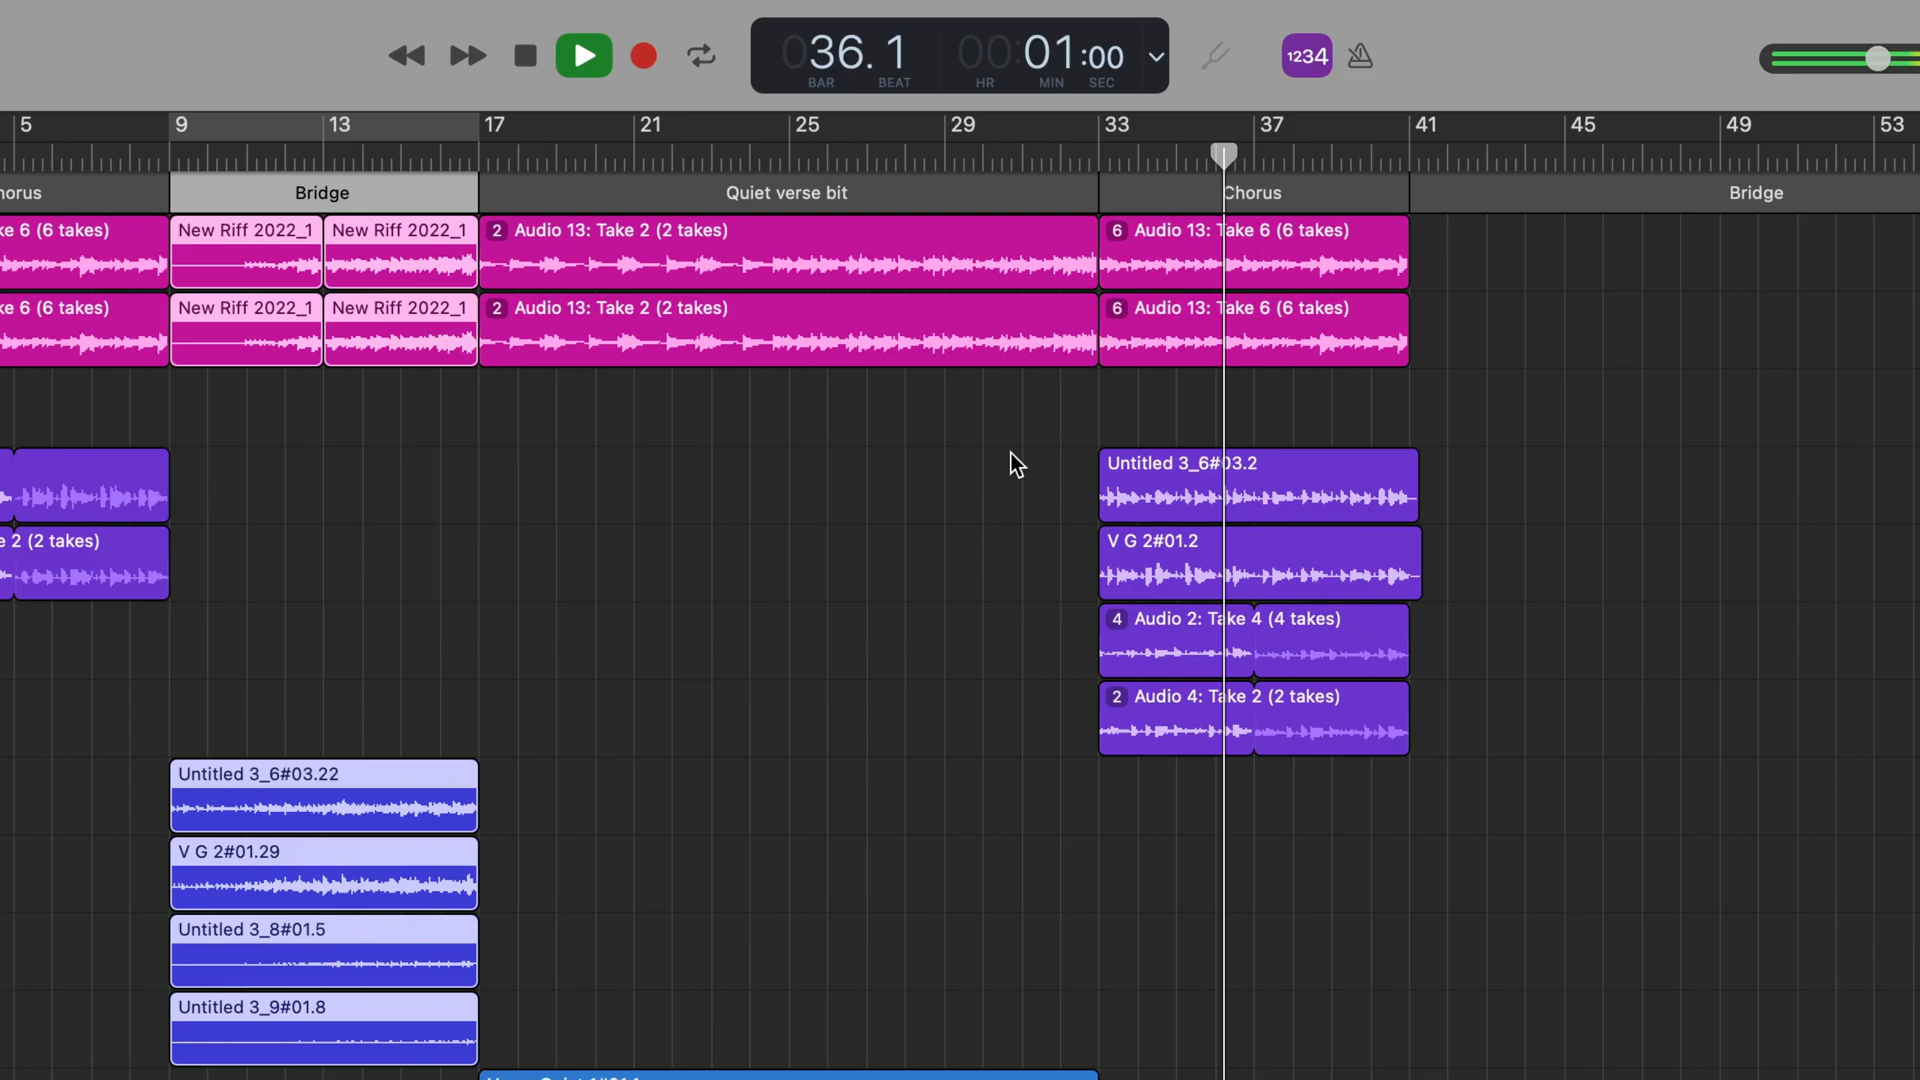 036. 1 00:01:00
BAR BEAT HR MIN SEC
1234
5 9 13 17 21 25 29 33 37 41 45 49 53
horus Bridge Quiet verse bit Chorus Bridge
ke 6 (6 takes) New Riff 2022_1 New Riff 2022_1 2 Audio 13: Take 2 (2 takes) 6 Audio 13: Take 6 (6 takes)
ke 6 (6 takes) New Riff 2022_1 New Riff 2022_1 2 Audio 13: Take 2 (2 takes) 6 Audio 13: Take 6 (6 takes)
Untitled 3_6#03.2
e 2 (2 takes) V G 2#01.2
4 Audio 2: Take 4 (4 takes)
2 Audio 4: Take 2 (2 takes)
Untitled 3_6#03.22
V G 2#01.29
Untitled 3_8#01.5
Untitled 3_9#01.8